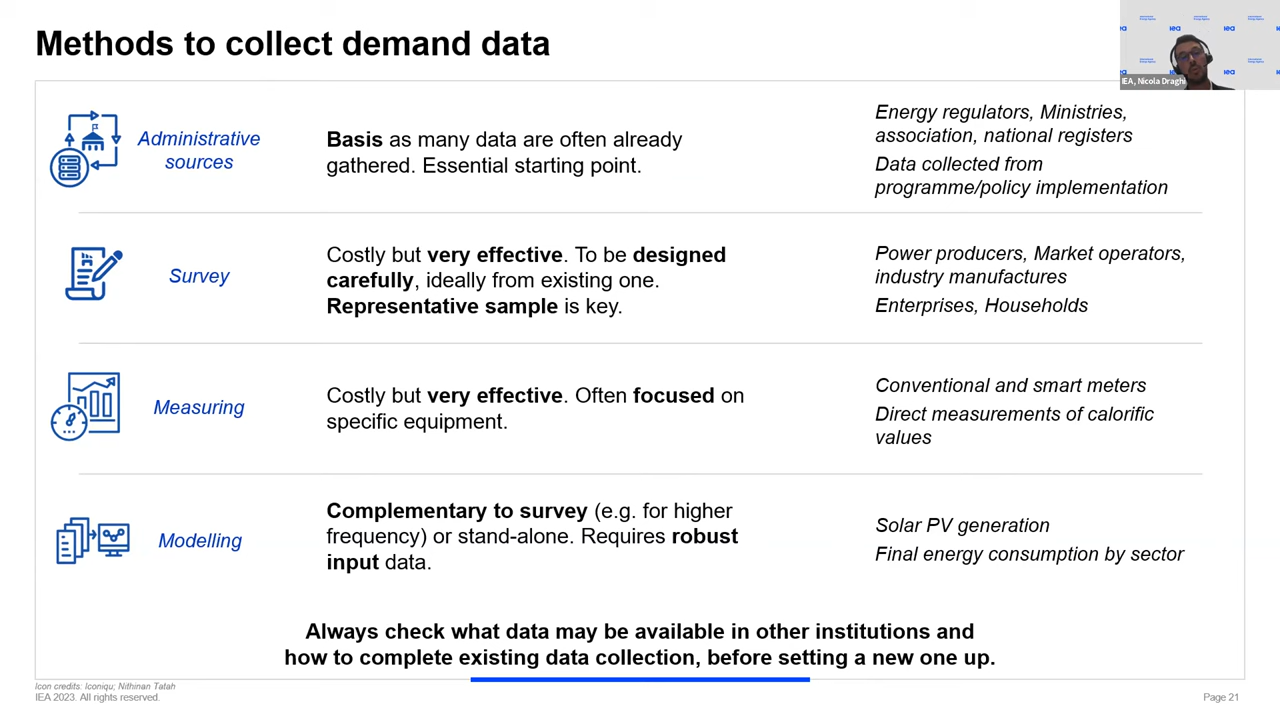 Methods to collect demand data
IEA, Nicola Draghi
iea
iea
iea
iea
iea
Administrative
sources
Basis as many data are often already
gathered. Essential starting point.
Energy regulators, Ministries,
association, national registers
Data collected from
programme/policy implementation
Survey
Costly but very effective. To be designed
carefully, ideally from existing one.
Representative sample is key.
Power producers, Market operators,
industry manufactures
Enterprises, Households
Measuring
Costly but very effective. Often focused on
specific equipment.
Conventional and smart meters
Direct measurements of calorific
values
Modelling
Complementary to survey (e.g. for higher
frequency) or stand-alone. Requires robust
input data.
Solar PV generation
Final energy consumption by sector
Always check what data may be available in other institutions and
how to complete existing data collection, before setting a new one up.
Icon credits: Iconiqu; Nithinan Tatah
IEA 2023. All rights reserved.
Page 21